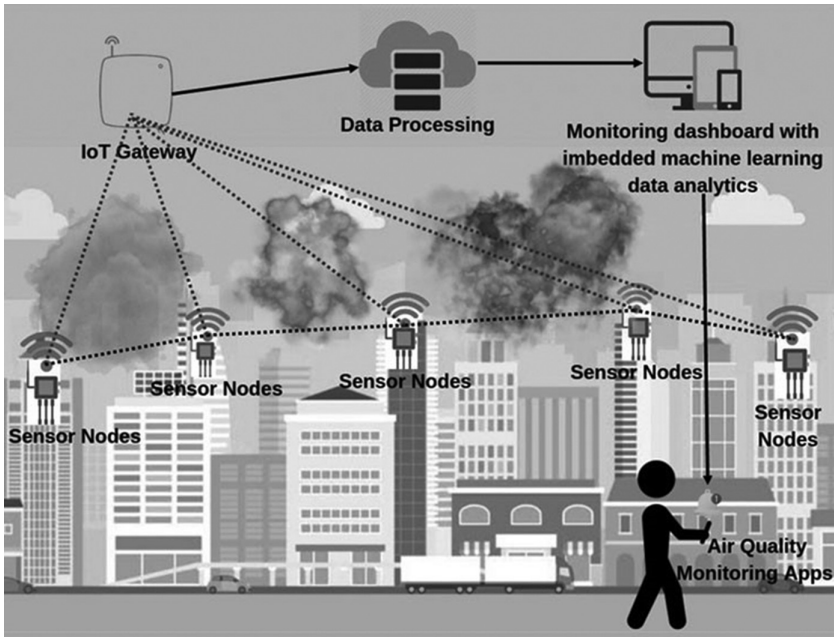 IoT Gateway
Data Processing
Monitoring dashboard with
imbedded machine learning
data analytics
Sensor Nodes
Sensor Nodes
Sensor Nodes
Sensor Nodes
Sensor
Nodes
Air Quality
Monitoring Apps